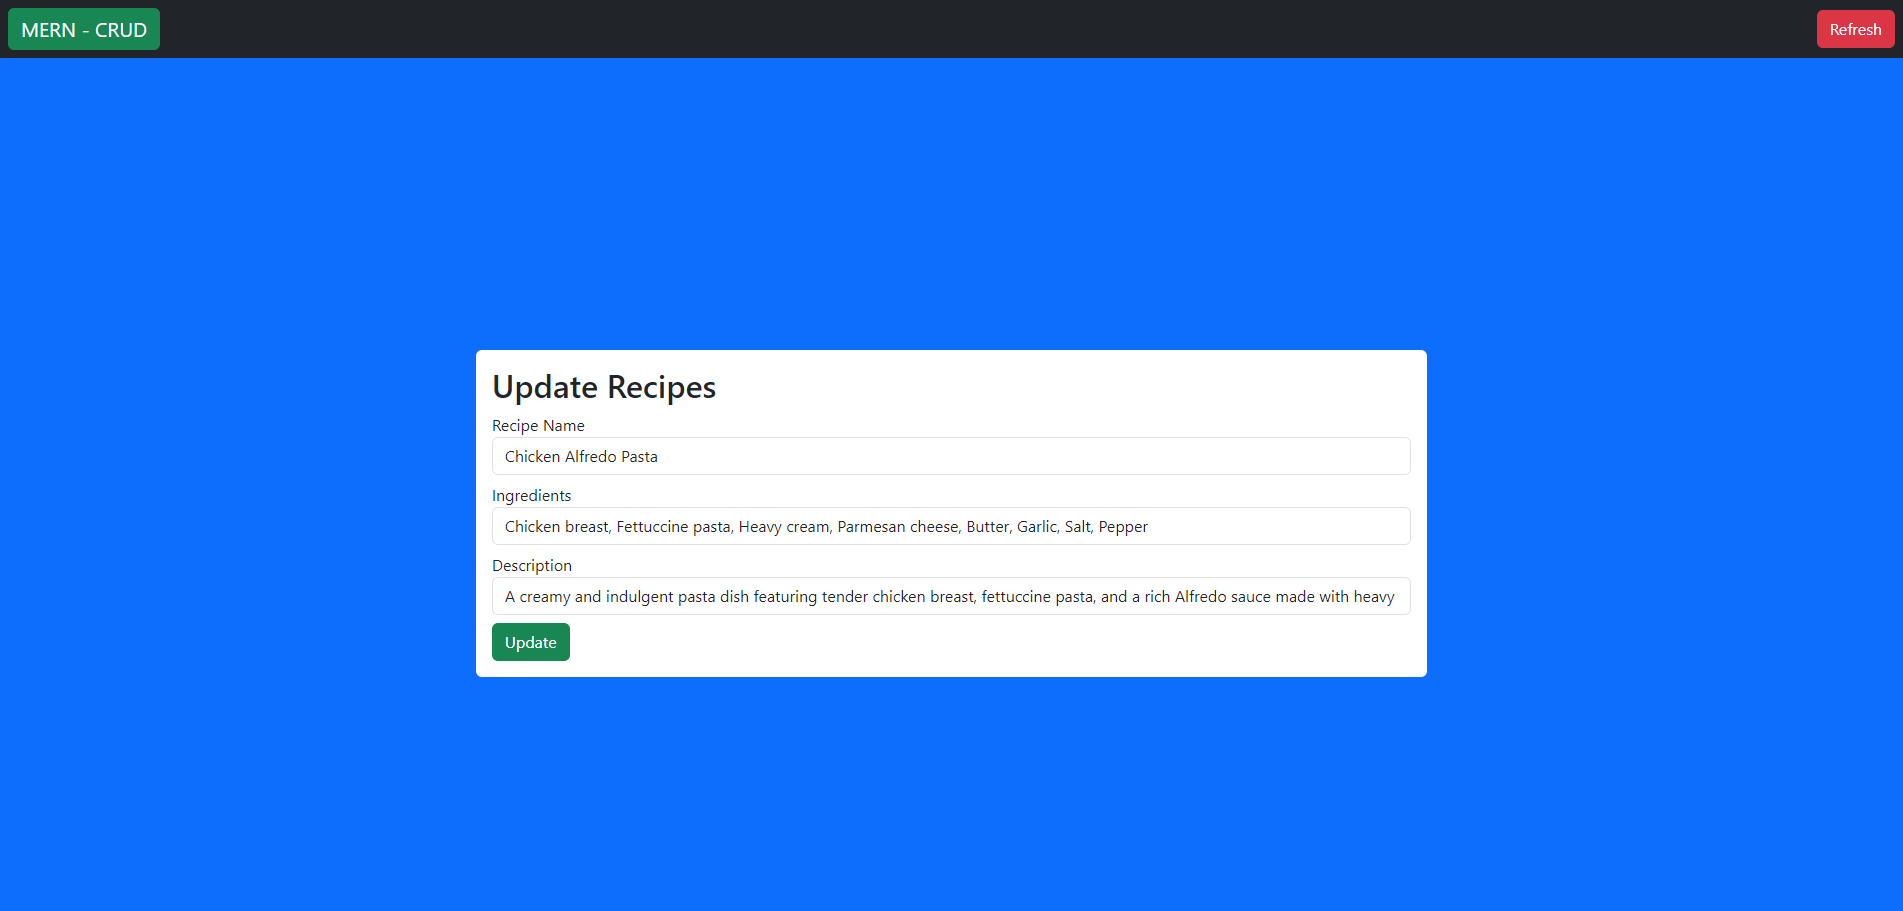 MERN - CRUD
Refresh
Update Recipes
Recipe Name
Chicken Alfredo Pasta
Ingredients
Chicken breast, Fettuccine pasta, Heavy cream, Parmesan cheese, Butter, Garlic, Salt, Pepper
Description
A creamy and indulgent pasta dish featuring tender chicken breast, fettuccine pasta, and a rich Alfredo sauce made with heavy
Update